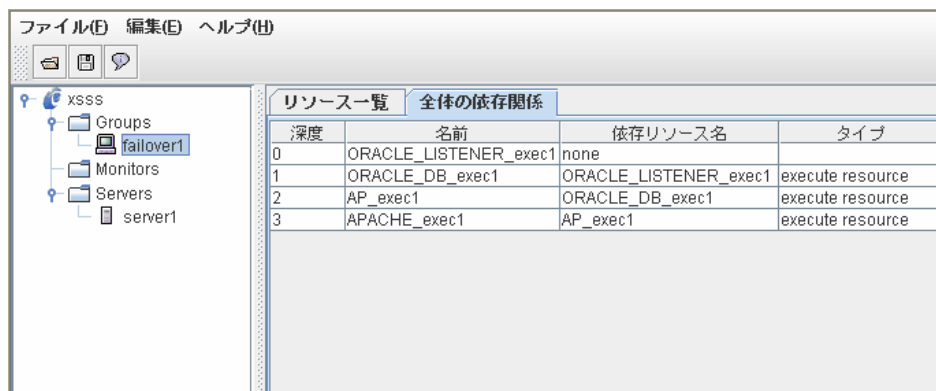 ファイル(F) 編集(E) ヘルプ(H)
xsss
Groups
failover1
Monitors
Servers
server1
リソース一覧 全体の依存関係
深度 名前 依存リソース名 タイプ
0 ORACLE_LISTENER_exec1 none
1 ORACLE_DB_exec1 ORACLE_LISTENER_exec1 execute resource
2 AP_exec1 ORACLE_DB_exec1 execute resource
3 APACHE_exec1 AP_exec1 execute resource